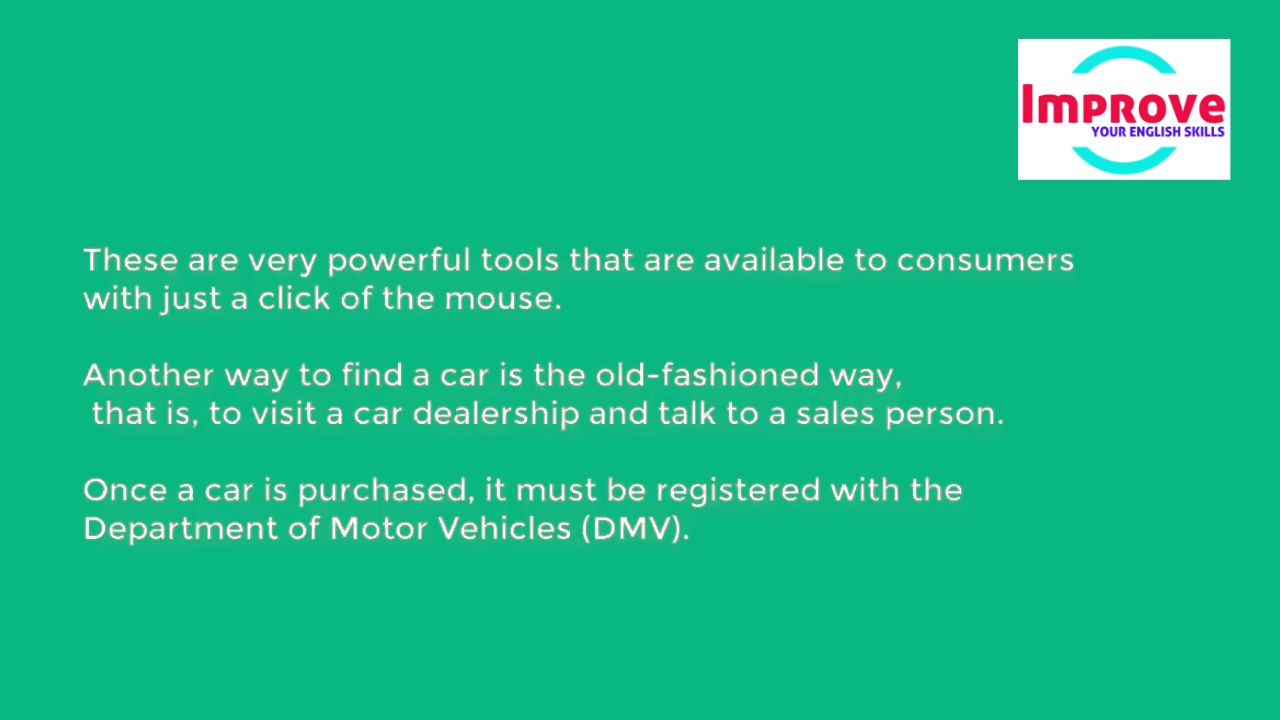 Improve
YOUR ENGLISH SKILLS
These are very powerful tools that are available to consumers
with just a click of the mouse.
Another way to find a car is the old-fashioned way,
that is, to visit a car dealership and talk to a sales person.
Once a car is purchased, it must be registered with the
Department of Motor Vehicles (DMV).